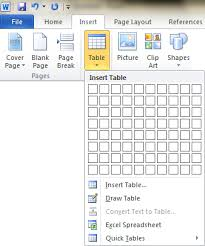 W
File Home Insert Page Layout References
Cover Page Blank Page Page Break Table Picture Clip Art Shapes
Pages
Insert Table
Insert Table...
Draw Table
Convert Text to Table...
Excel Spreadsheet
Quick Tables